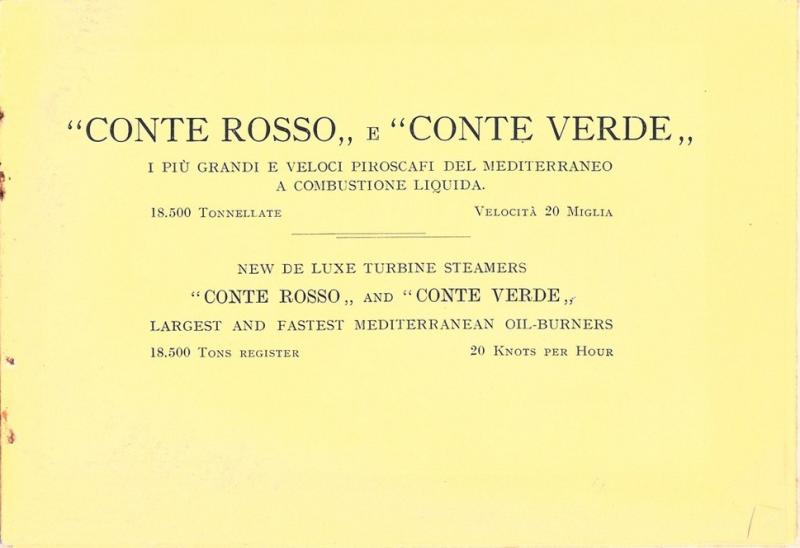 “CONTE ROSSO„ E “CONTE VERDE„
I PIÙ GRANDI E VELOCI PIROSCAFI DEL MEDITERRANEO
A COMBUSTIONE LIQUIDA.
18.500 TONNELLATE VELOCITÀ 20 MIGLIA
NEW DE LUXE TURBINE STEAMERS
“CONTE ROSSO„ AND “CONTE VERDE„
LARGEST AND FASTEST MEDITERRANEAN OIL-BURNERS
18.500 TONS REGISTER 20 KNOTS PER HOUR